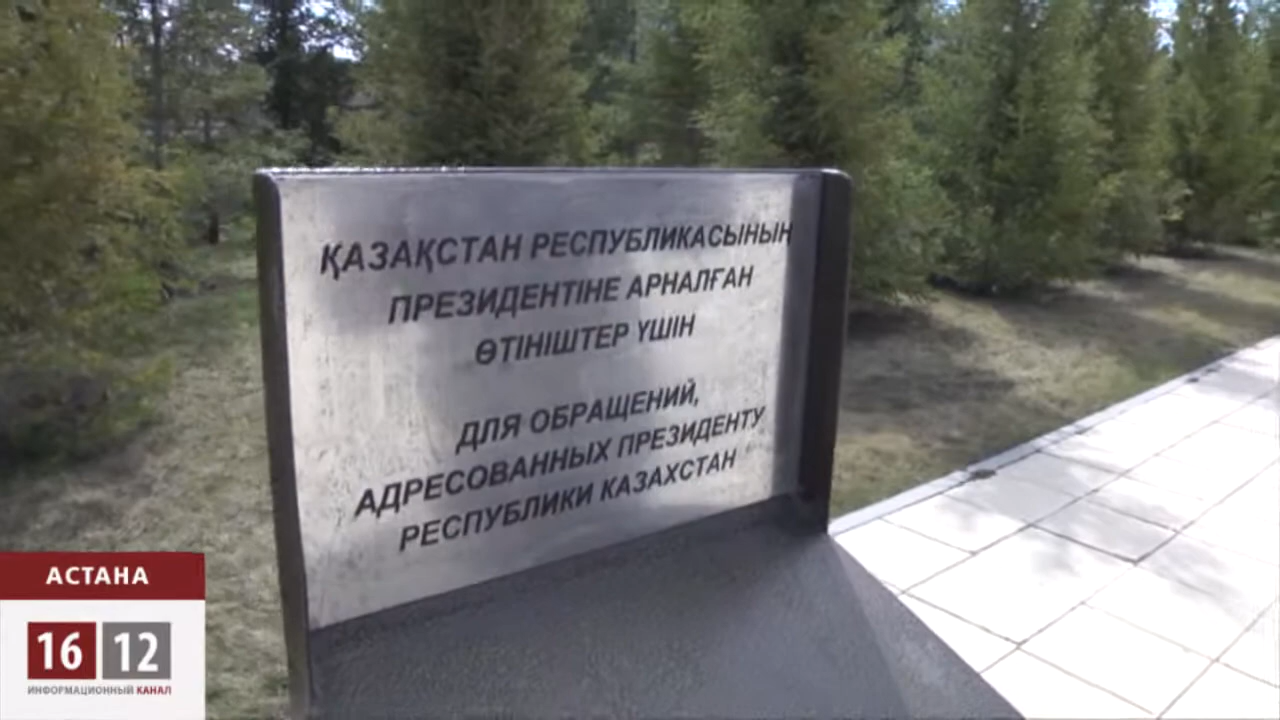 ҚАЗАҚСТАН РЕСПУБЛИКАСЫНЫҢ
ПРЕЗИДЕНТІНЕ АРНАЛҒАН
ӨТІНІШТЕР ҮШІН
ДЛЯ ОБРАЩЕНИЙ,
АДРЕСОВАННЫХ ПРЕЗИДЕНТУ
РЕСПУБЛИКИ КАЗАХСТАН
АСТАНА
16 12
ИНФОРМАЦИОННЫЙ КАНАЛ